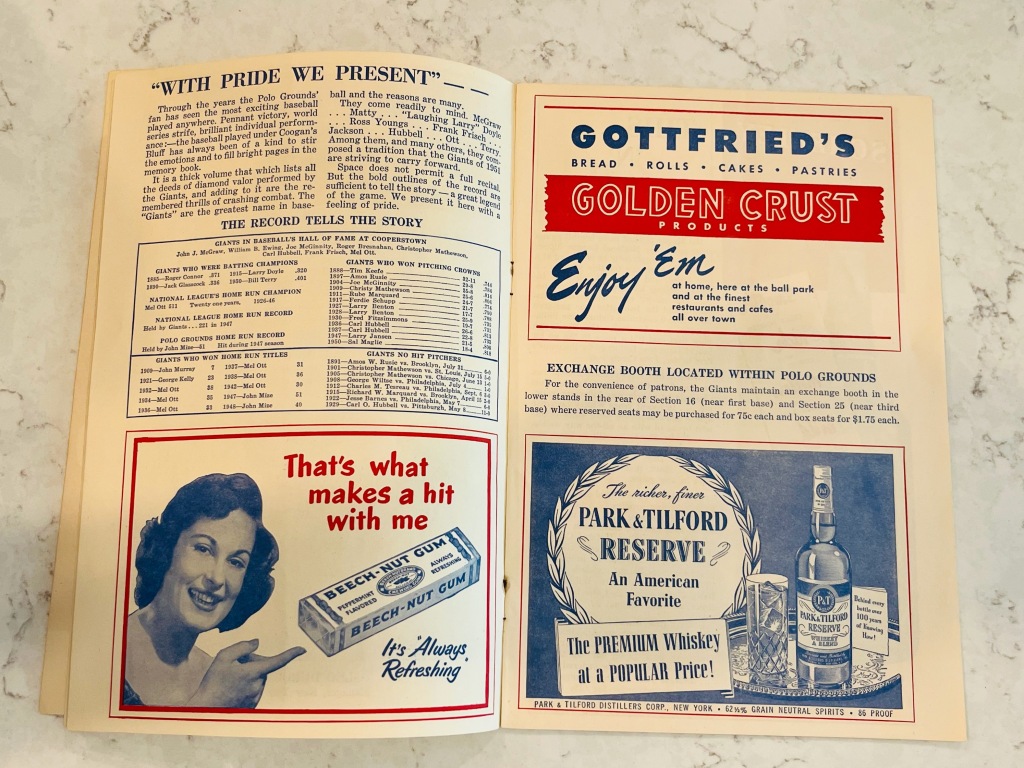 "WITH PRIDE WE PRESENT"— —
Through the years the Polo Grounds'
fan has seen the most exciting baseball
played anywhere. Pennant victory, world
series strife, brilliant individual perform-
ance:—the baseball played under Coogan's
Bluff has always been of a kind to stir
the emotions and to fill bright pages in the
memory book.
It is a thick volume that which lists all
the deeds of diamond valor performed by
the Giants, and adding to it are the re-
membered thrills of crashing combat. The
"Giants" are the greatest name in base-
ball and the reasons are many.
They come readily to mind. McGraw
. . . Matty . . . "Laughing Larry" Doyle
. . . Ross Youngs . . . Frank Frisch . . .
Jackson . . . Hubbell . . . Ott . . . Terry.
Among them, and many others, they com-
posed a tradition that the Giants of 1951
are striving to carry forward.
Space does not permit a full recital.
But the bold outlines of the record are
sufficient to tell the story — a great legend
of the game. We present it here with a
feeling of pride.
THE RECORD TELLS THE STORY
GIANTS IN BASEBALL'S HALL OF FAME AT COOPERSTOWN
John J. McGraw, William B. Ewing, Joe McGinnity, Roger Bresnahan, Christopher Mathewson,
Carl Hubbell, Frank Frisch, Mel Ott.
GIANTS WHO WERE BATTING CHAMPIONS
1885—Roger Connor .371 1915—Larry Doyle .320
1890—Jack Glasscock .336 1930—Bill Terry .401
NATIONAL LEAGUE'S HOME RUN CHAMPION
Mel Ott 511 Twenty one years, 1926-46
NATIONAL LEAGUE HOME RUN RECORD
Held by Giants . . . 221 in 1947
POLO GROUNDS HOME RUN RECORD
Held by John Mize—51 Hit during 1947 season
GIANTS WHO WON PITCHING CROWNS
1888—Tim Keefe
1897—Amos Rusie
1904—Joe McGinnity
1909—Christy Mathewson
1911—Rube Marquard
1917—Ferdie Schupp
1927—Larry Benton
1928—Larry Benton
1930—Fred Fitzsimmons
1936—Carl Hubbell
1937—Carl Hubbell
1947—Larry Jansen
1950—Sal Maglie
GIANTS WHO WON HOME RUN TITLES
1909—John Murray 7 1937—Mel Ott 31
1921—George Kelly 23 1938—Mel Ott 36
1932—Mel Ott 38 1942—Mel Ott 30
1934—Mel Ott 35 1947—John Mize 51
1936—Mel Ott 33 1948—John Mize 40
GIANTS NO HIT PITCHERS
1891—Amos W. Rusie vs. Brooklyn, July 31
1901—Christopher Mathewson vs. St. Louis, July 15
1905—Christopher Mathewson vs. Chicago, June 13
1908—George Wiltse vs. Philadelphia, July 4
1912—Charles M. Tesreau vs. Philadelphia, Sept. 6
1915—Richard W. Marquard vs. Brooklyn, April 15
1922—Jesse Barnes vs. Philadelphia, May 7
1929—Carl O. Hubbell vs. Pittsburgh, May 8
That's what
makes a hit
with me
BEECH-NUT GUM
PEPPERMINT FLAVORED
ALWAYS REFRESHING
BEECH-NUT GUM
It's "Always
Refreshing"
GOTTFRIED'S
BREAD • ROLLS • CAKES • PASTRIES
GOLDEN CRUST
PRODUCTS
Enjoy 'Em
at home, here at the ball park
and at the finest
restaurants and cafes
all over town
EXCHANGE BOOTH LOCATED WITHIN POLO GROUNDS
For the convenience of patrons, the Giants maintain an exchange booth in the
lower stands in the rear of Section 16 (near first base) and Section 25 (near third
base) where reserved seats may be purchased for 75c each and box seats for $1.75 each.
The richer, finer
PARK & TILFORD
RESERVE
An American
Favorite
The PREMIUM Whiskey
at a POPULAR Price!
P&T
P&T
PARK & TILFORD
RESERVE
WHISKEY
A BLEND
Behind every
bottle over
100 years
of Knowing
How!
PARK & TILFORD DISTILLERS CORP., NEW YORK • 62½% GRAIN NEUTRAL SPIRITS • 86 PROOF